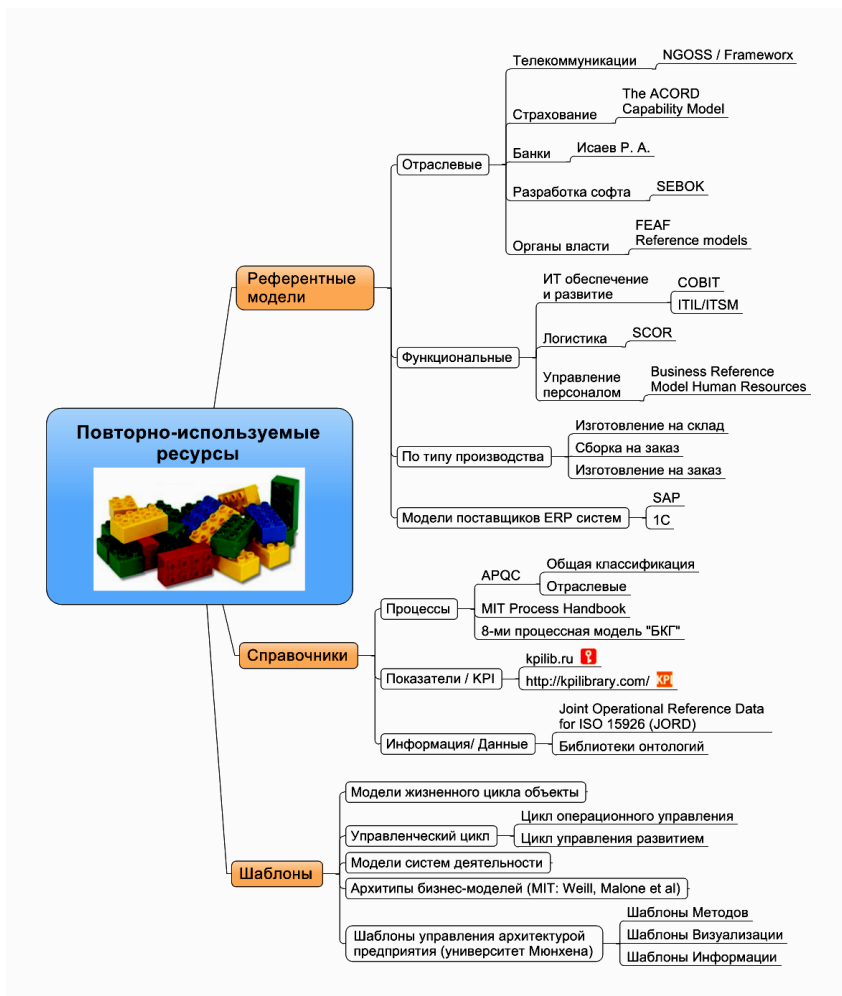 Повторно-используемые
ресурсы
Референтные
модели
Отраслевые
Телекоммуникации
NGOSS / Frameworx
Страхование
The ACORD
Capability Model
Банки
Исаев Р. А.
Разработка софта
SEBOK
Органы власти
FEAF
Reference models
Функциональные
ИТ обеспечение
и развитие
COBIT
ITIL/ITSM
Логистика
SCOR
Управление
персоналом
Business Reference
Model Human Resources
По типу производства
Изготовление на склад
Сборка на заказ
Изготовление на заказ
Модели поставщиков ERP систем
SAP
1С
Справочники
Процессы
APQC
Общая классификация
Отраслевые
MIT Process Handbook
8-ми процессная модель "БКГ"
Показатели / KPI
kpilib.ru
http://kpilibrary.com/ KPI
Информация/ Данные
Joint Operational Reference Data
for ISO 15926 (JORD)
Библиотеки онтологий
Шаблоны
Модели жизненного цикла объекты
Управленческий цикл
Цикл операционного управления
Цикл управления развитием
Модели систем деятельности
Архитипы бизнес-моделей (MIT: Weill, Malone et al)
Шаблоны управления архитектурой
предприятия (университет Мюнхена)
Шаблоны Методов
Шаблоны Визуализации
Шаблоны Информации